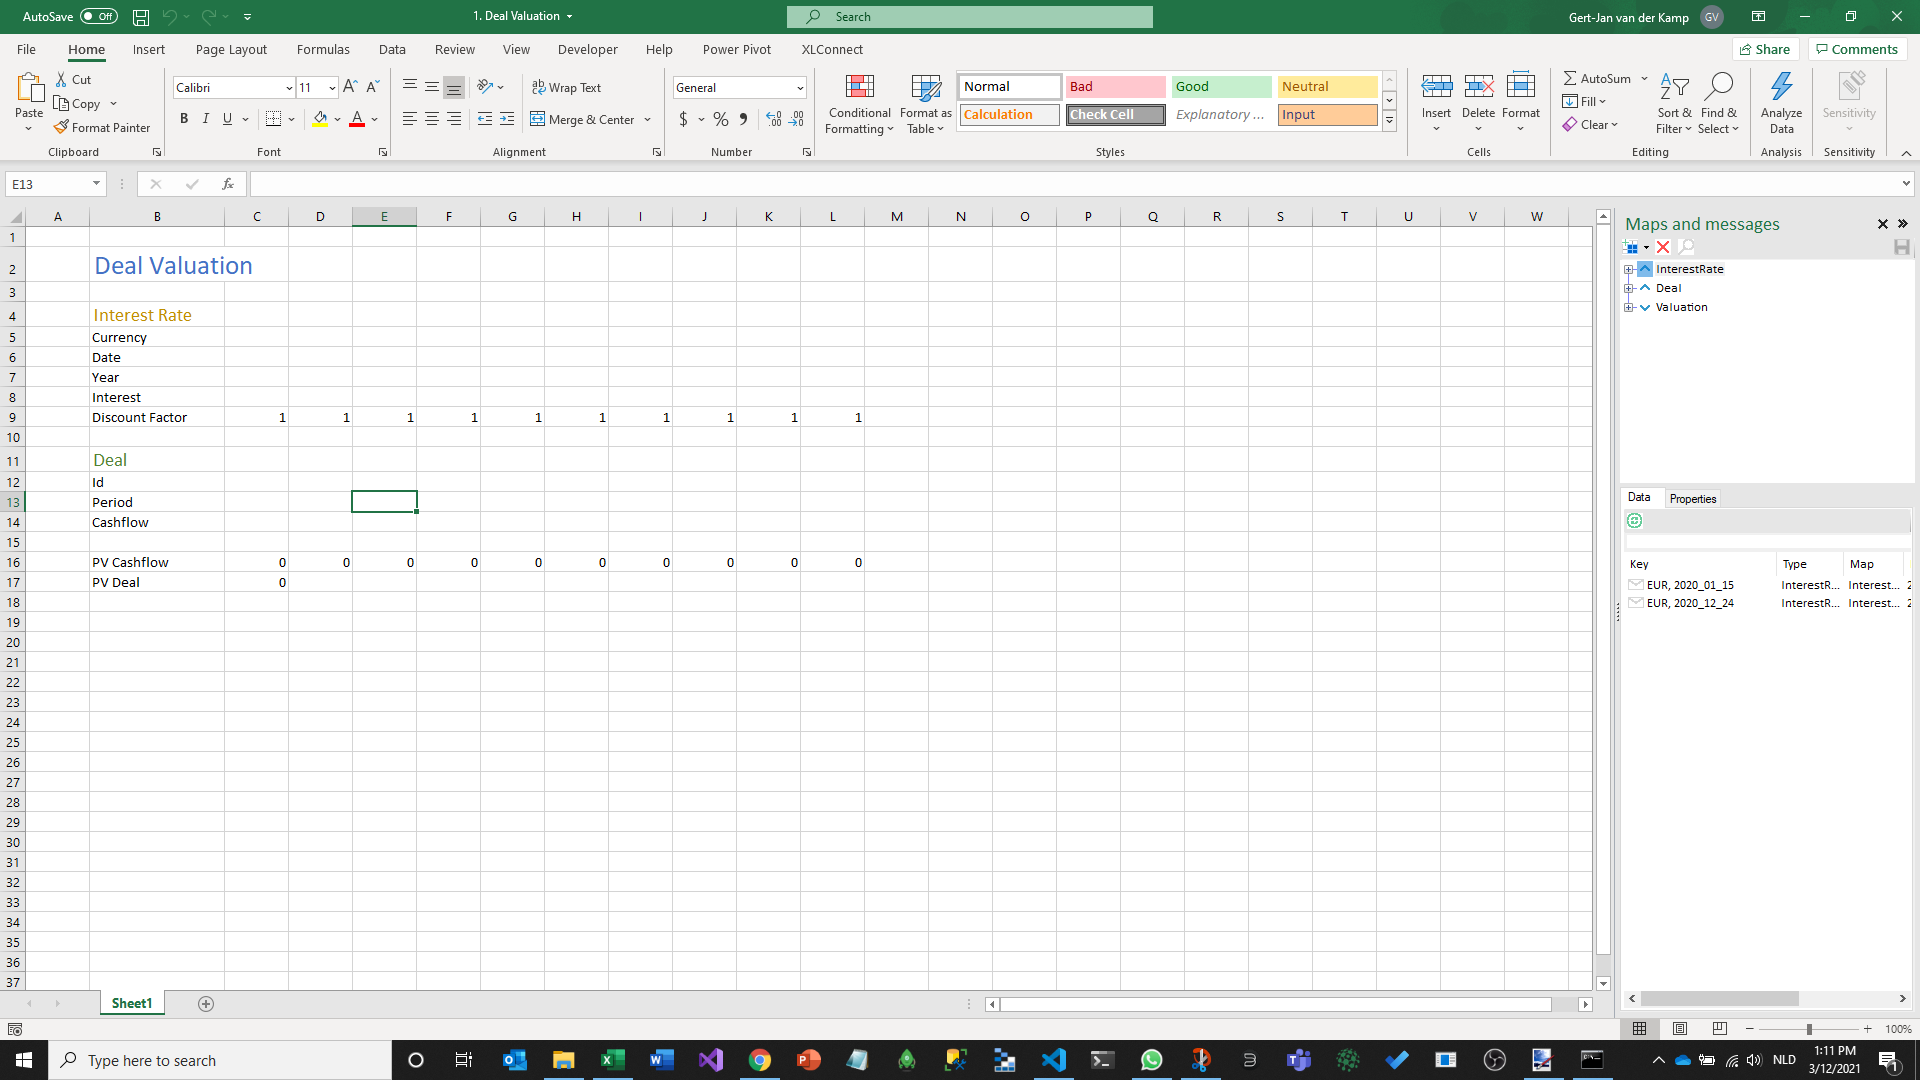 AutoSave Off
1. Deal Valuation
Search
Gert-Jan van der Kamp GV
File Home Insert Page Layout Formulas Data Review View Developer Help Power Pivot XLConnect
Share Comments
Paste
Cut
Copy
Format Painter
Clipboard
Calibri 11
B I U
Font
Wrap Text
Merge & Center
Alignment
General
$ % 
Number
Conditional Formatting
Format as Table
Normal Bad Good Neutral
Calculation Check Cell Explanatory ... Input
Styles
Insert Delete Format
Cells
AutoSum
Fill
Clear
Sort & Filter
Find & Select
Editing
Analyze Data
Analysis
Sensitivity
Sensitivity
E13 fx
A B C D E F G H I J K L M N O P Q R S T U V W
1
2 Deal Valuation
3
4 Interest Rate
5 Currency
6 Date
7 Year
8 Interest
9 Discount Factor 1 1 1 1 1 1 1 1 1 1
10
11 Deal
12 Id
13 Period
14 Cashflow
15
16 PV Cashflow 0 0 0 0 0 0 0 0 0 0
17 PV Deal 0
18
19
20
21
22
23
24
25
26
27
28
29
30
31
32
33
34
35
36
37
Maps and messages
InterestRate
Deal
Valuation
Data Properties
Key Type Map
EUR, 2020_01_15 InterestR... Interest... 2
EUR, 2020_12_24 InterestR... Interest... 2
Sheet1
100%
Type here to search
NLD
1:11 PM
3/12/2021
1